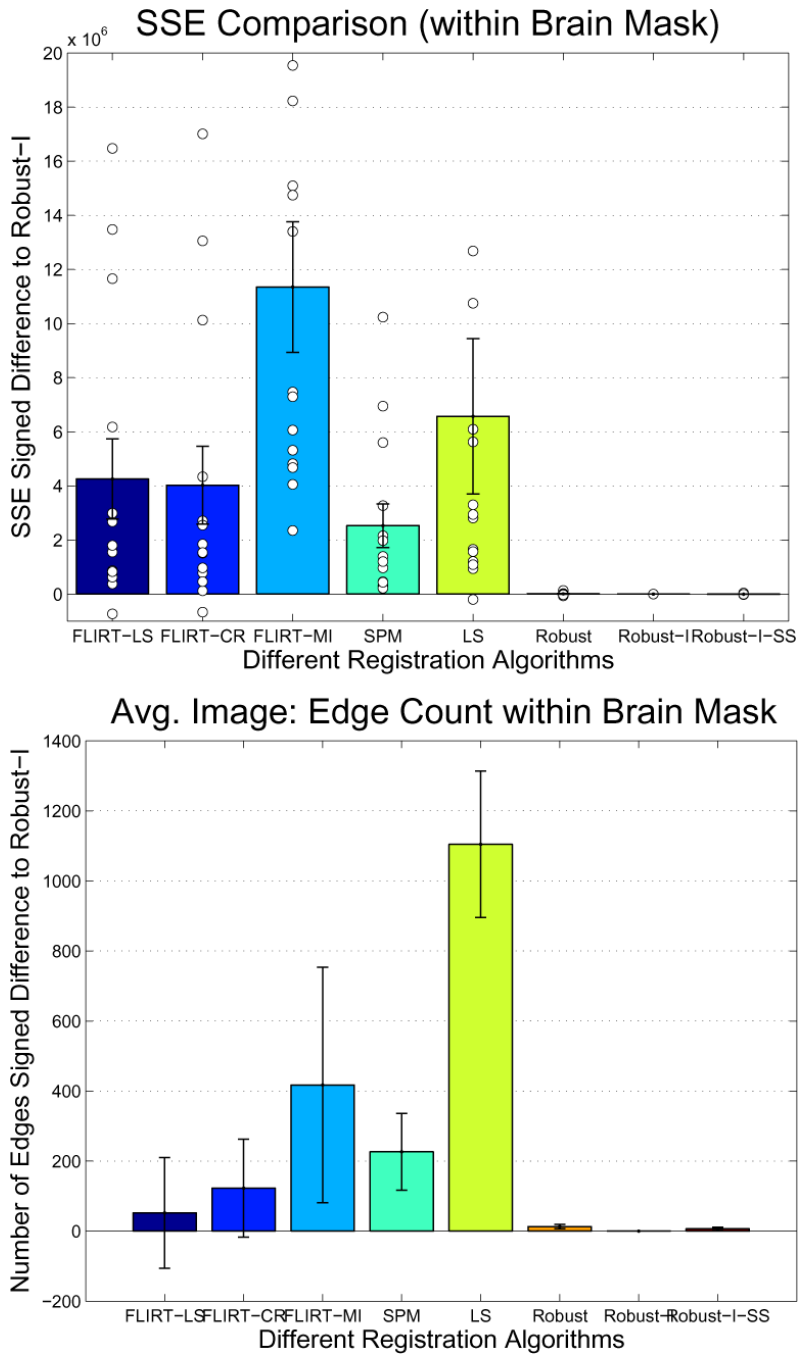 SSE Comparison (within Brain Mask)
x 10^6
20
18
16
14
12
10
8
6
4
2
0
SSE Signed Difference to Robust−I
FLIRT−LS FLIRT−CR FLIRT−MI SPM LS Robust Robust−I Robust−I−SS
Different Registration Algorithms
Avg. Image: Edge Count within Brain Mask
1400
1200
1000
800
600
400
200
0
−200
Number of Edges Signed Difference to Robust−I
FLIRT−LS FLIRT−CR FLIRT−MI SPM LS Robust Robust−I Robust−I−SS
Different Registration Algorithms